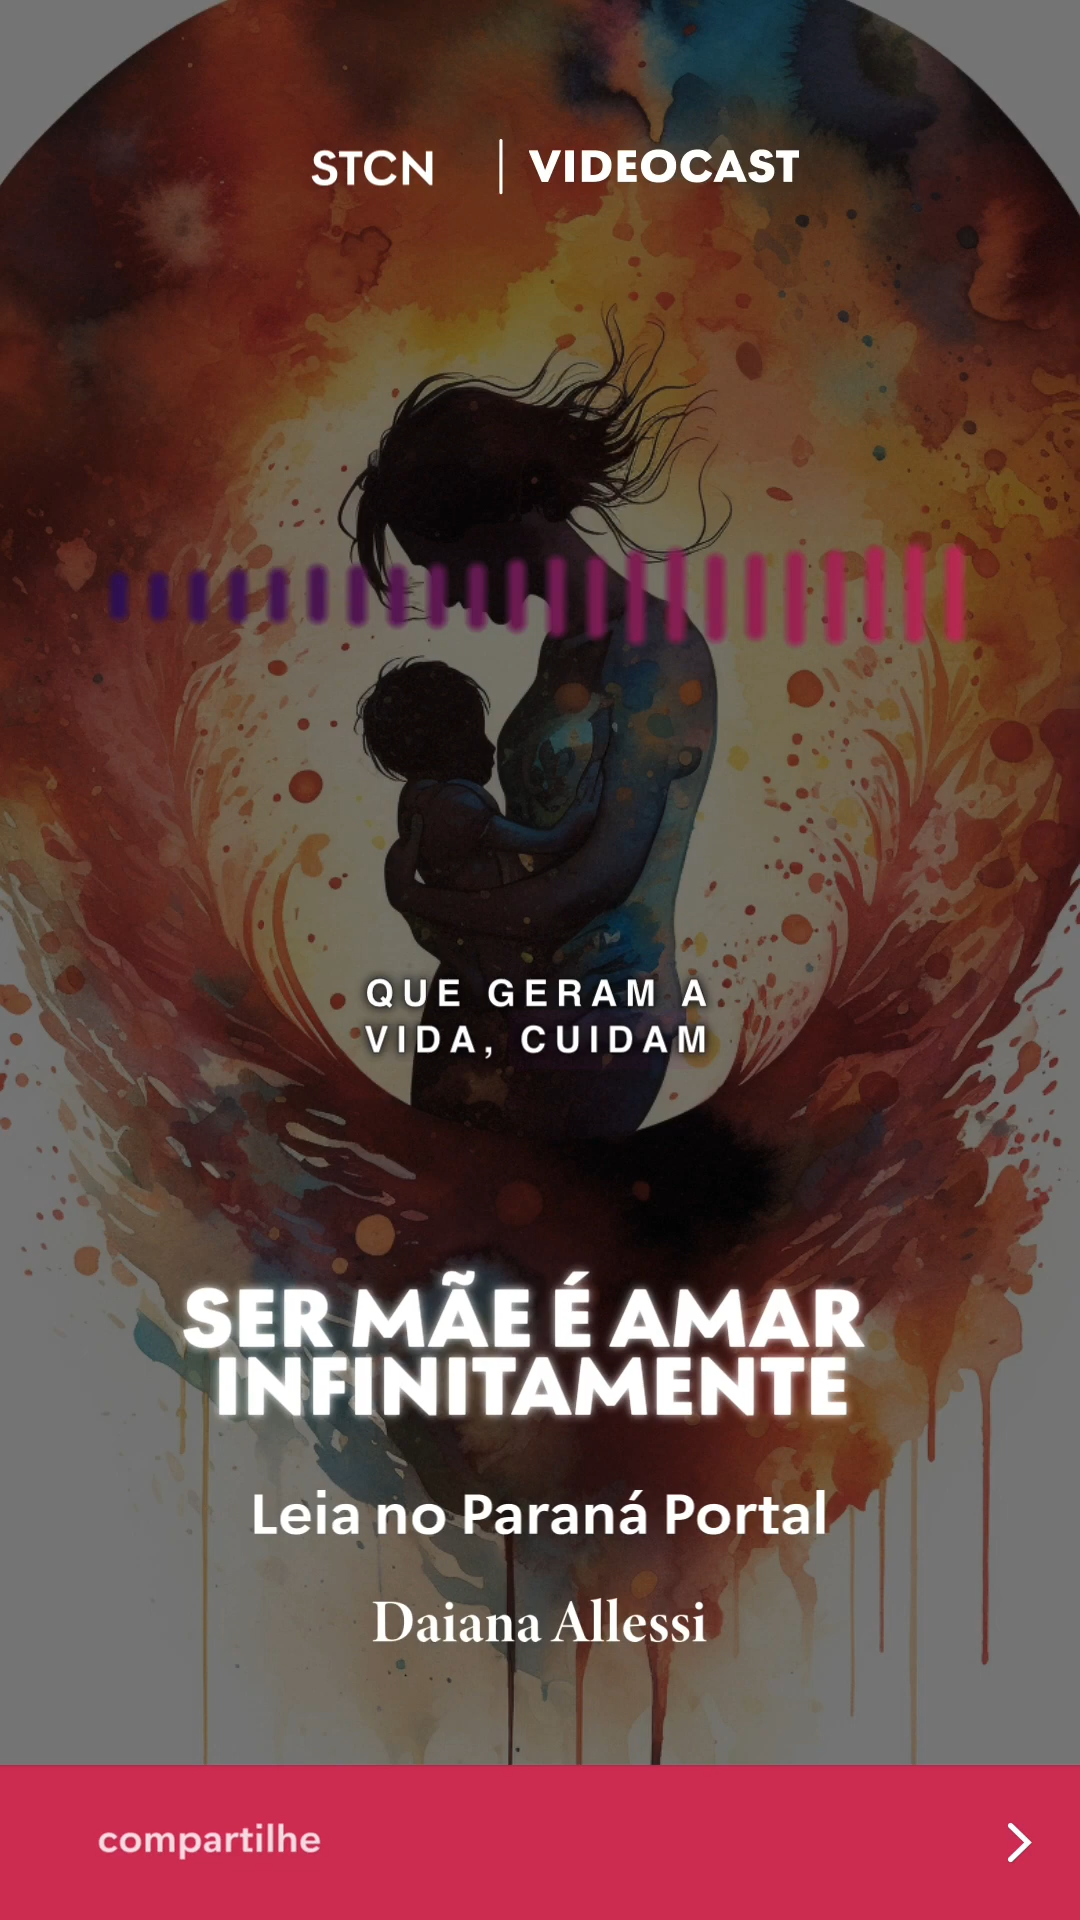 STCN | VIDEOCAST
QUE GERAM A
VIDA, CUIDAM
SER MÃE É AMAR
INFINITAMENTE
Leia no Paraná Portal
Daiana Allessi
compartilhe